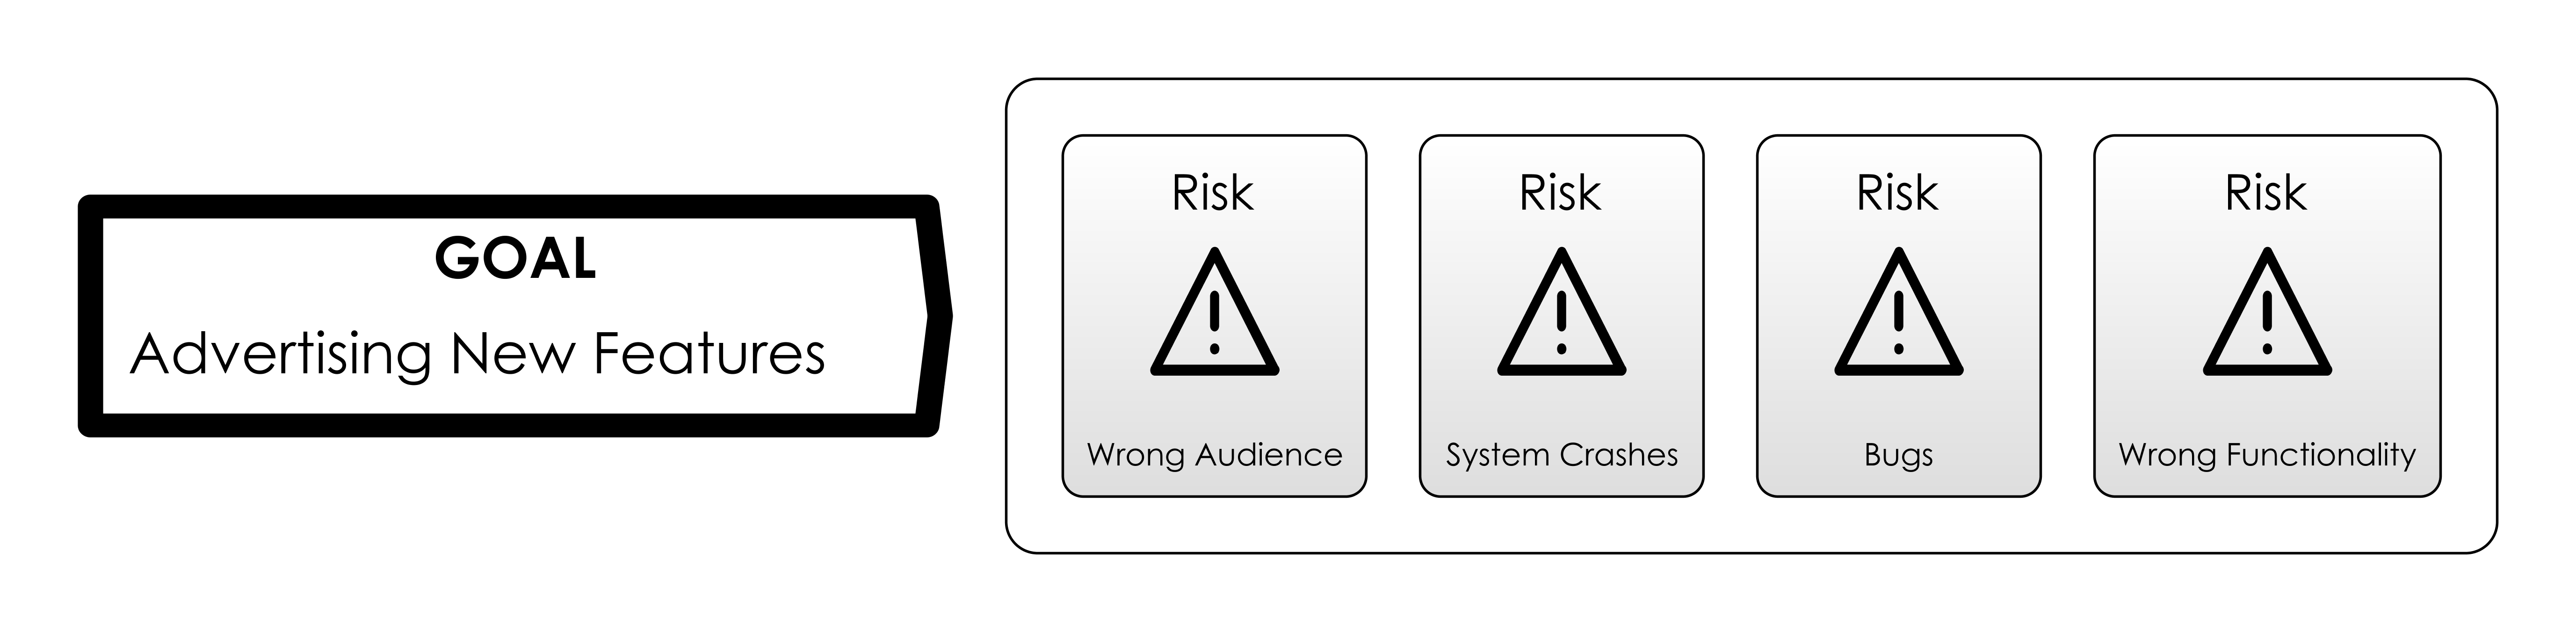 GOAL
Advertising New Features
Risk
Wrong Audience
Risk
System Crashes
Risk
Bugs
Risk
Wrong Functionality